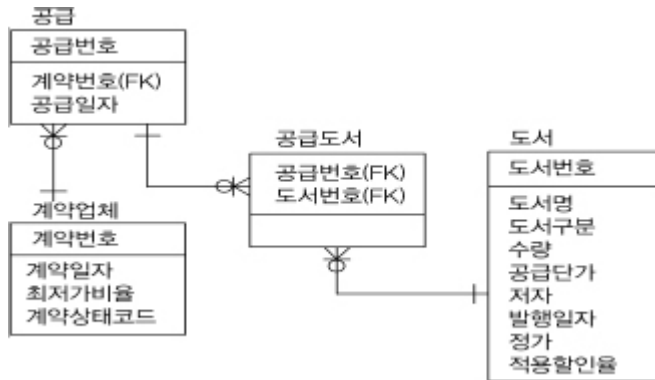 공급
공급번호
계약번호(FK)
공급일자
계약업체
계약번호
계약일자
최저가비율
계약상태코드
공급도서
공급번호(FK)
도서번호(FK)
도서
도서번호
도서명
도서구분
수량
공급단가
저자
발행일자
정가
적용할인율